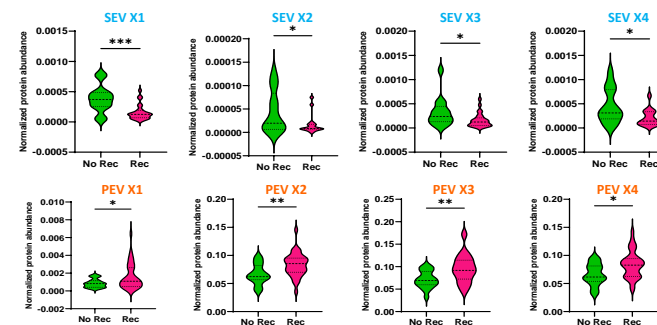 SEV X1
Normalized protein abundance
0.0015
0.0010
0.0005
0.0000
-0.0005
***
No Rec
Rec
SEV X2
Normalized protein abundance
0.00015
0.00010
0.00005
0.00000
-0.00005
*
No Rec
Rec
SEV X3
Normalized protein abundance
0.0020
0.0015
0.0010
0.0005
0.0000
-0.0005
*
No Rec
Rec
SEV X4
Normalized protein abundance
0.0020
0.0015
0.0010
0.0005
0.0000
-0.0005
*
No Rec
Rec
PEV X1
Normalized protein abundance
0.010
0.008
0.006
0.004
0.002
0.000
-0.002
*
No Rec
Rec
PEV X2
Normalized protein abundance
0.20
0.15
0.10
0.05
0.00
**
No Rec
Rec
PEV X3
Normalized protein abundance
0.25
0.20
0.15
0.10
0.05
0.00
**
No Rec
Rec
PEV X4
Normalized protein abundance
0.20
0.15
0.10
0.05
0.00
*
No Rec
Rec